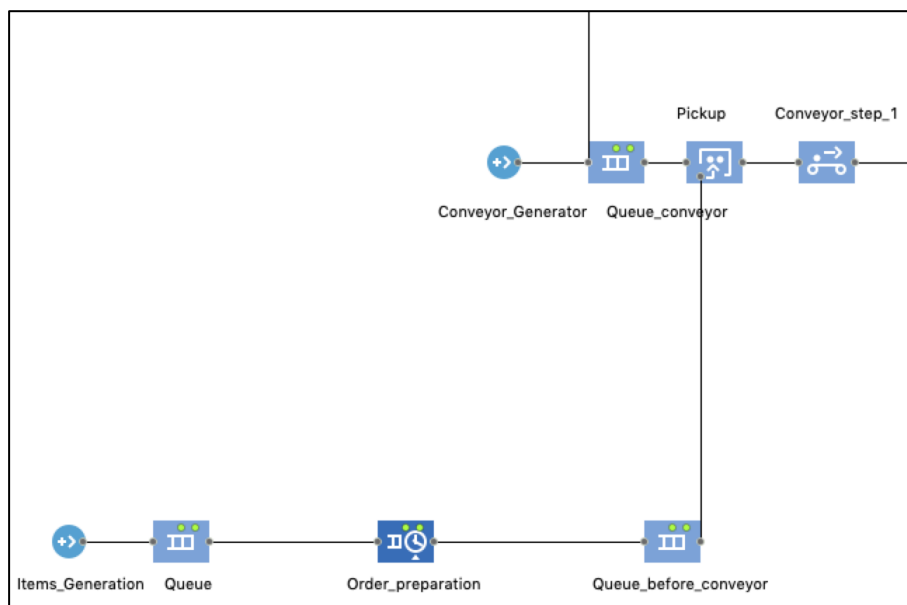 Pickup
Conveyor_step_1
Conveyor_Generator
Queue_conveyor
Items_Generation
Queue
Order_preparation
Queue_before_conveyor